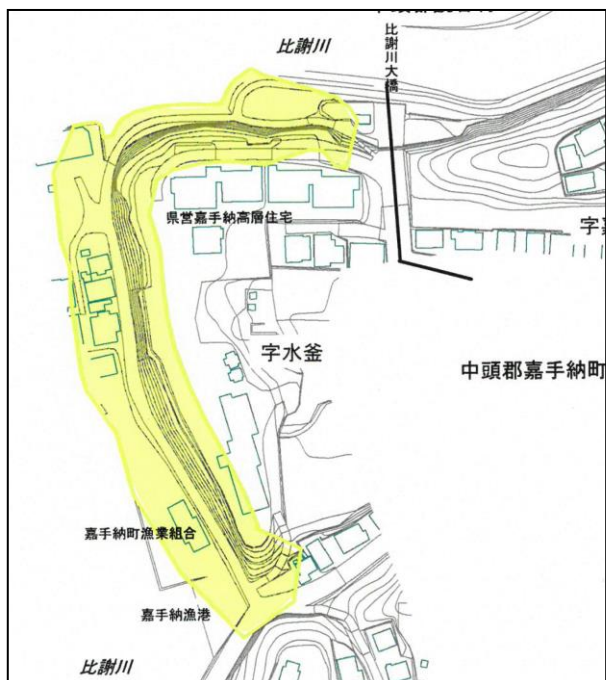 比謝川
比謝川大橋
県営嘉手納高層住宅
字水釜
中頭郡嘉手納町
嘉手納町漁業組合
嘉手納漁港
比謝川